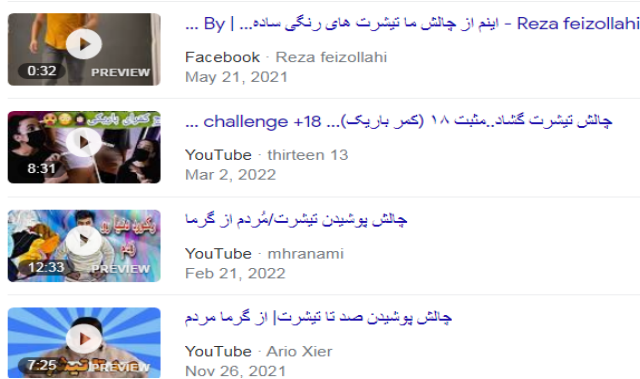 Reza feizollahi - اینم از چالش ما تیشرت های رنگی ساده... | By ...
Facebook · Reza feizollahi
May 21, 2021
0:32
PREVIEW
چالش تیشرت گشاد..مثبت ۱۸ (کمر باریک)... challenge +18 ...
YouTube · thirteen 13
Mar 2, 2022
8:31
چالش پوشیدن تیشرت/مُردم از گرما
YouTube · mhranami
Feb 21, 2022
12:33
PREVIEW
چالش پوشیدن صد تا تیشرت| از گرما مردم
YouTube · Ario Xier
Nov 26, 2021
7:25
PREVIEW